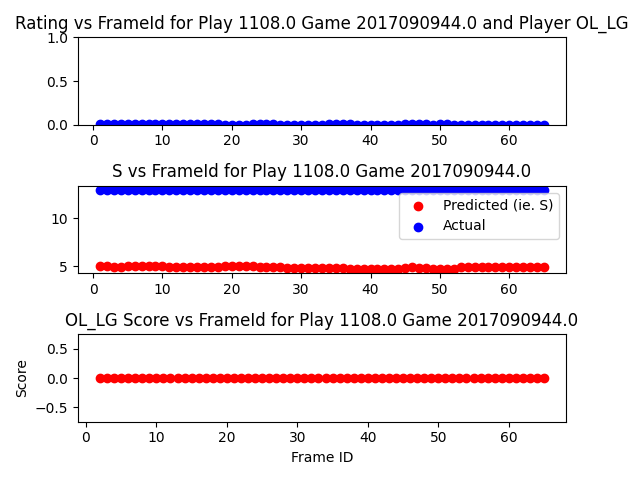 Rating vs FrameId for Play 1108.0 Game 2017090944.0 and Player OL_LG
1.0
0.5
0.0
0 10 20 30 40 50 60
S vs FrameId for Play 1108.0 Game 2017090944.0
10
5
Predicted (ie. S)
Actual
0 10 20 30 40 50 60
OL_LG Score vs FrameId for Play 1108.0 Game 2017090944.0
Score
0.5
0.0
−0.5
0 10 20 30 40 50 60
Frame ID